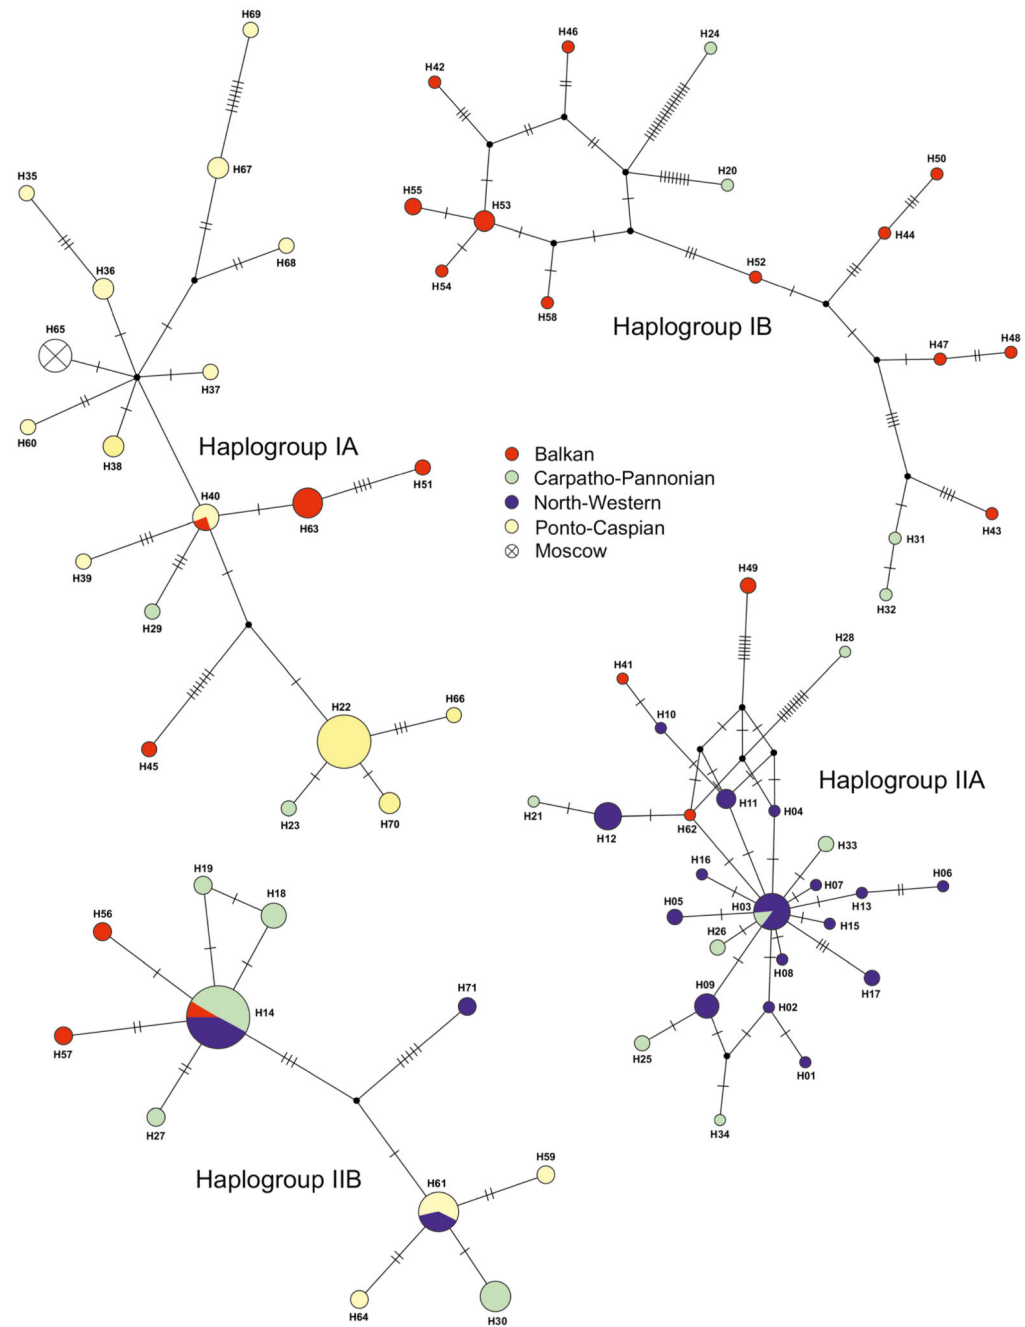 H69
H46
H24
H42
H67
H50
H20
H35
H55
H53
H44
H68
H36
H52
H54
H58
Haplogroup IB
H65
H47
H48
H37
H60
H38
Haplogroup IA
Balkan
H51
Carpatho-Pannonian
H40
North-Western
H63
Ponto-Caspian
H43
H31
Moscow
H39
H49
H32
H29
H28
H41
H22
H66
H10
Haplogroup IIA
H45
H11
H21
H62
H04
H23
H70
H12
H33
H19
H16
H07
H06
H18
H03
H13
H05
H15
H56
H26
H08
H71
H09
H17
H14
H02
H57
H25
H01
H27
H34
H59
Haplogroup IIB
H61
H64
H30